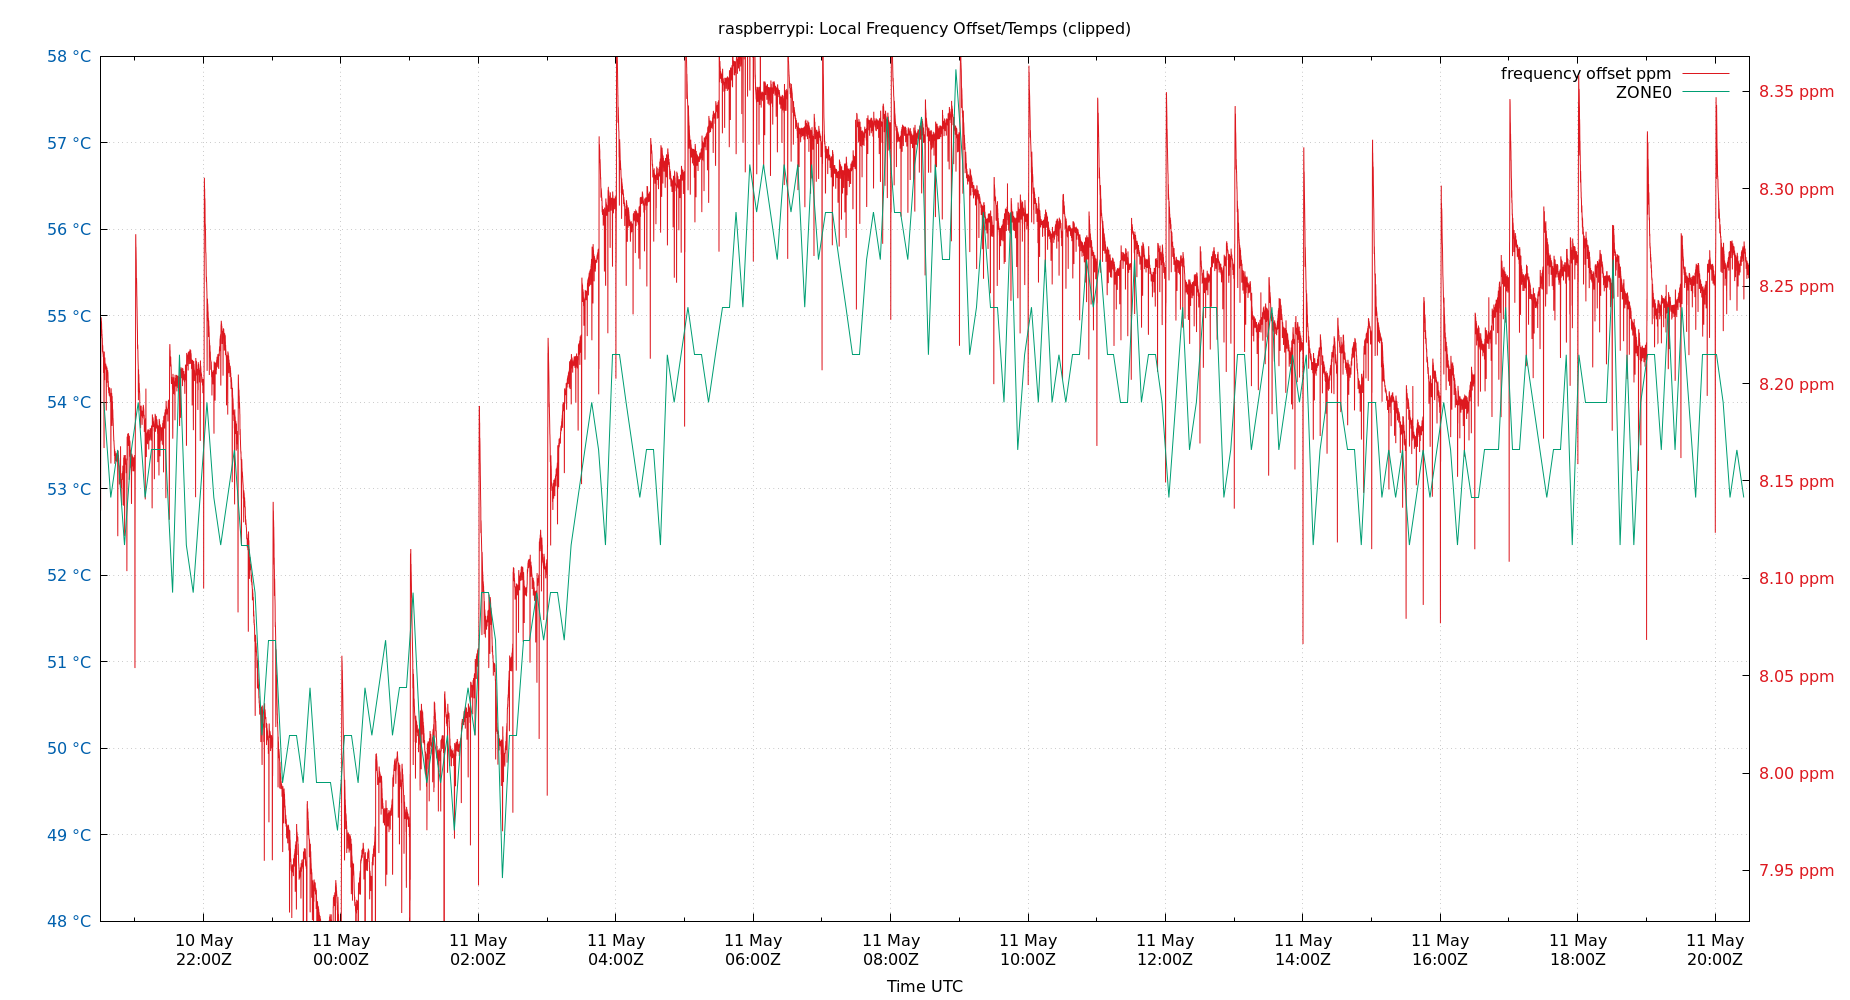 raspberrypi: Local Frequency Offset/Temps (clipped)
58 °C
57 °C
56 °C
55 °C
54 °C
53 °C
52 °C
51 °C
50 °C
49 °C
48 °C
frequency offset ppm
ZONE0
8.35 ppm
8.30 ppm
8.25 ppm
8.20 ppm
8.15 ppm
8.10 ppm
8.05 ppm
8.00 ppm
7.95 ppm
10 May 11 May 11 May 11 May 11 May 11 May 11 May 11 May 11 May 11 May 11 May 11 May
22:00Z 00:00Z 02:00Z 04:00Z 06:00Z 08:00Z 10:00Z 12:00Z 14:00Z 16:00Z 18:00Z 20:00Z
Time UTC